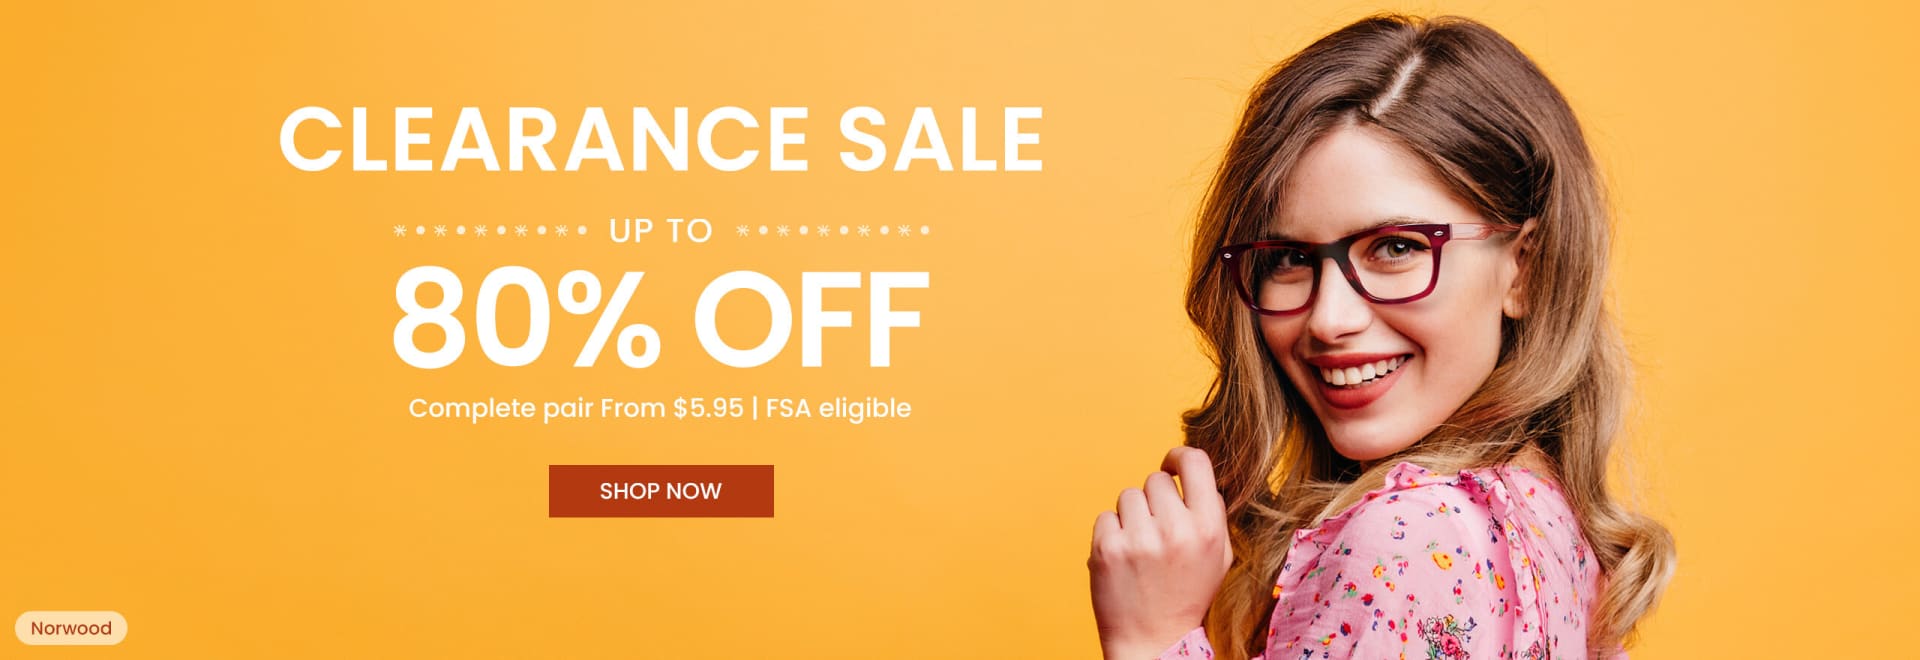 CLEARANCE SALE
UP TO
80% OFF
Complete pair From $5.95 | FSA eligible
SHOP NOW
Norwood